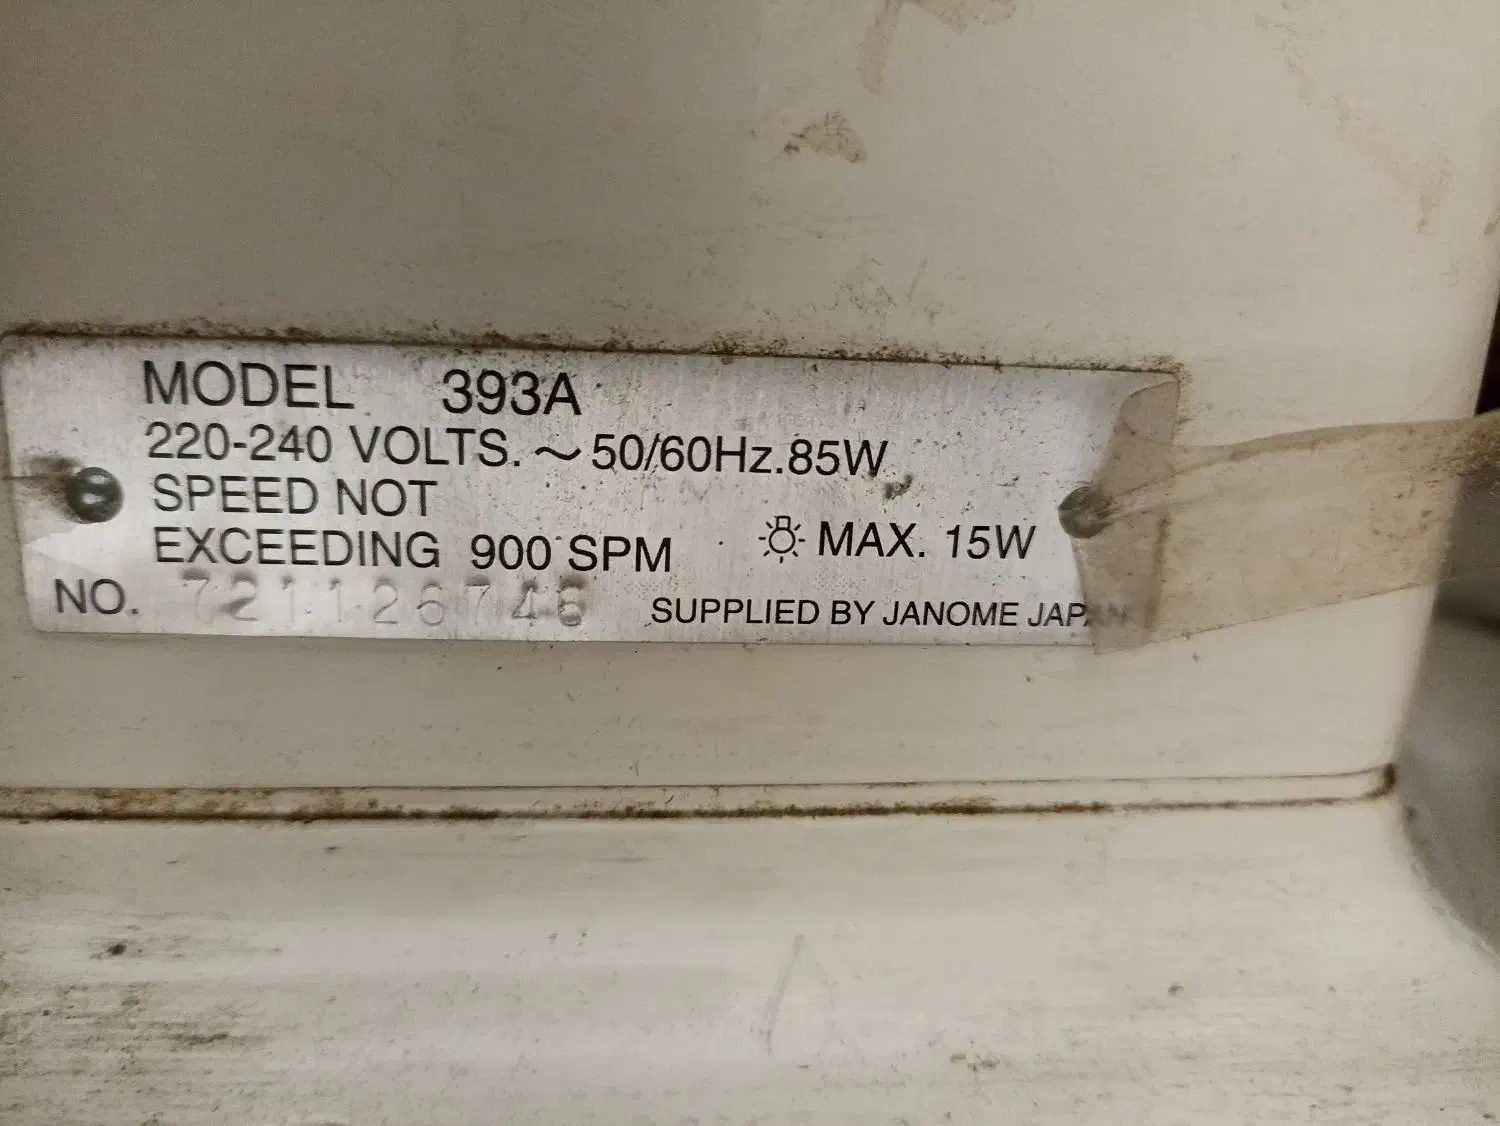 MODEL 393A
220-240 VOLTS. ~ 50/60Hz.85W
SPEED NOT
EXCEEDING 900 SPM MAX. 15W
NO. 721126746 SUPPLIED BY JANOME JAPAN